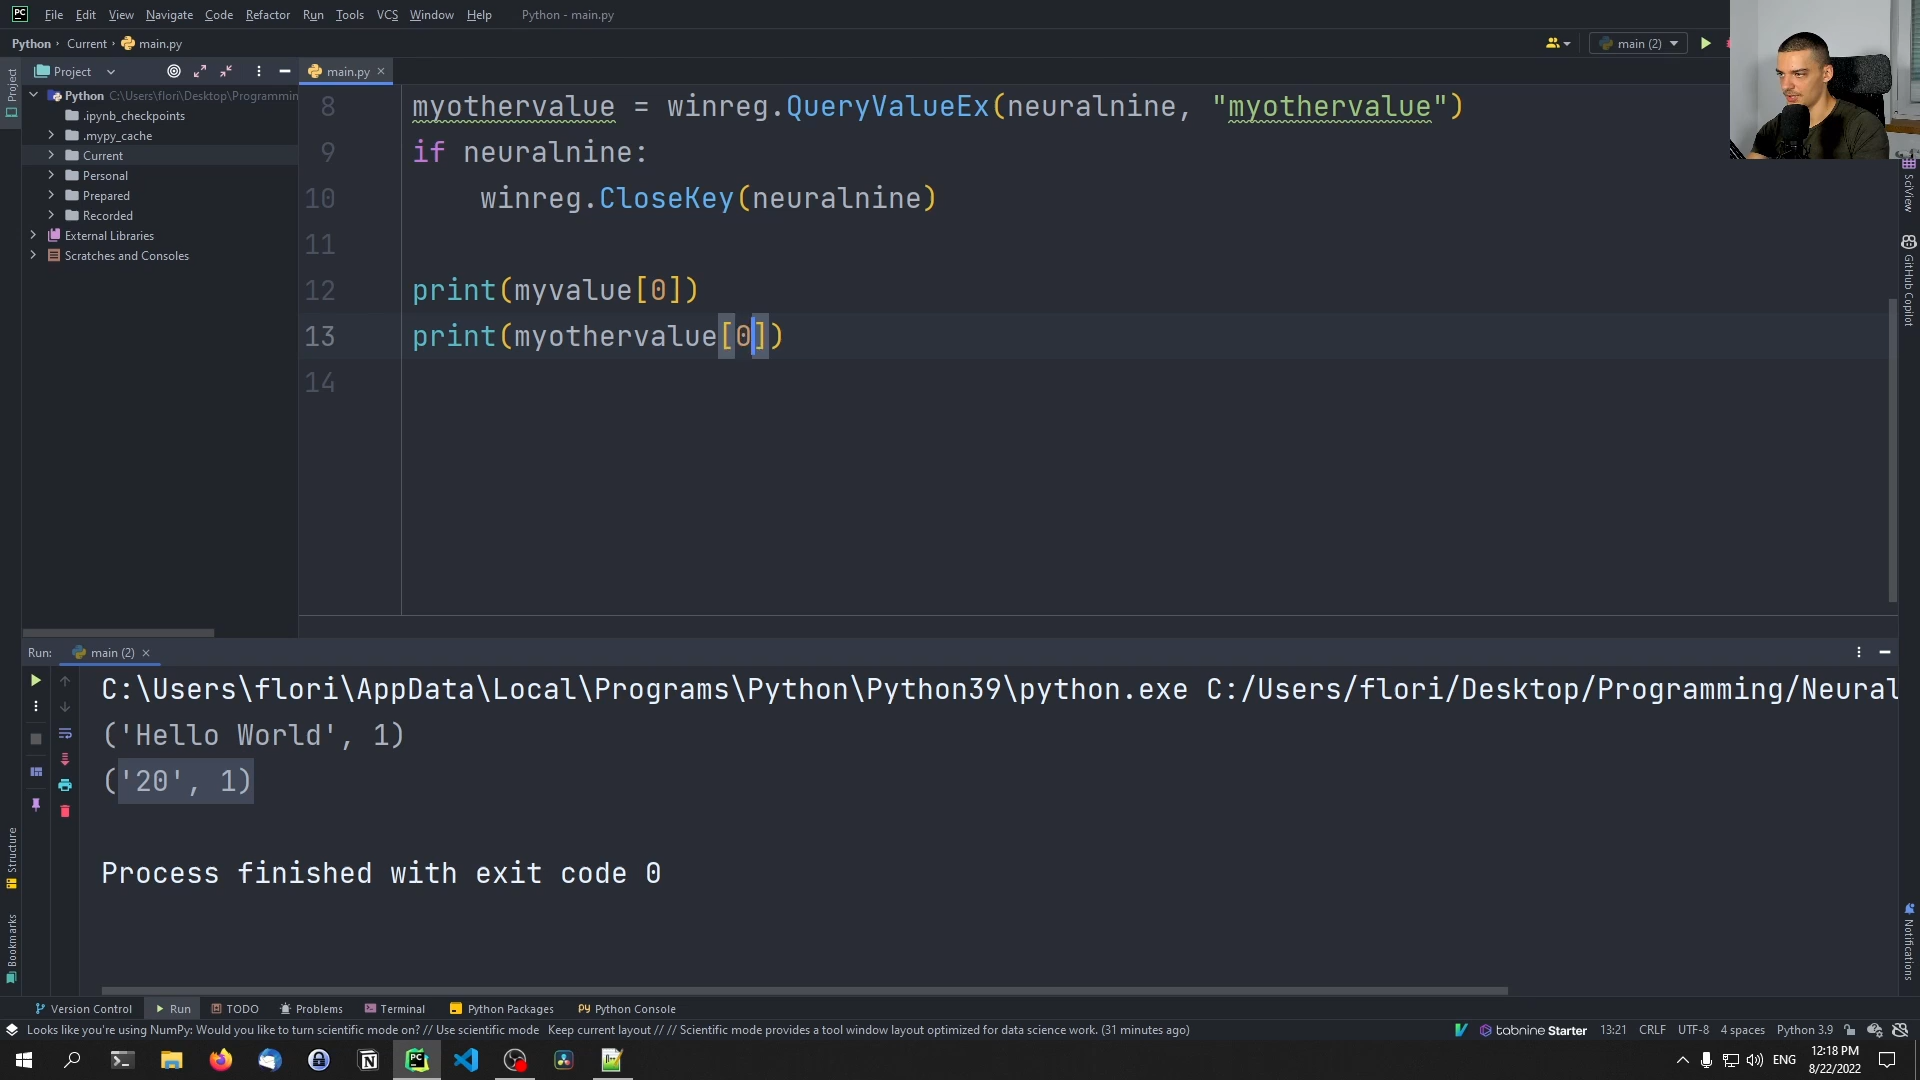 PC File Edit View Navigate Code Refactor Run Tools VCS Window Help Python - main.py
Python › Current › main.py
main (2)
Project
main.py
Python C:\Users\flori\Desktop\Programmin
.ipynb_checkpoints
.mypy_cache
Current
Personal
Prepared
Recorded
External Libraries
Scratches and Consoles
8 myothervalue = winreg.QueryValueEx(neuralnine, "myothervalue")
9 if neuralnine:
10 winreg.CloseKey(neuralnine)
11
12 print(myvalue[0])
13 print(myothervalue[0])
14
Project
Structure
Bookmarks
SciView
GitHub Copilot
Notifications
Run: main (2)
C:\Users\flori\AppData\Local\Programs\Python\Python39\python.exe C:/Users/flori/Desktop/Programming/Neural
('Hello World', 1)
('20', 1)
Process finished with exit code 0
Version Control Run TODO Problems Terminal Python Packages Python Console
Looks like you're using NumPy: Would you like to turn scientific mode on? // Use scientific mode Keep current layout // // Scientific mode provides a tool window layout optimized for data science work. (31 minutes ago)
tabnine Starter 13:21 CRLF UTF-8 4 spaces Python 3.9
ENG
12:18 PM
8/22/2022